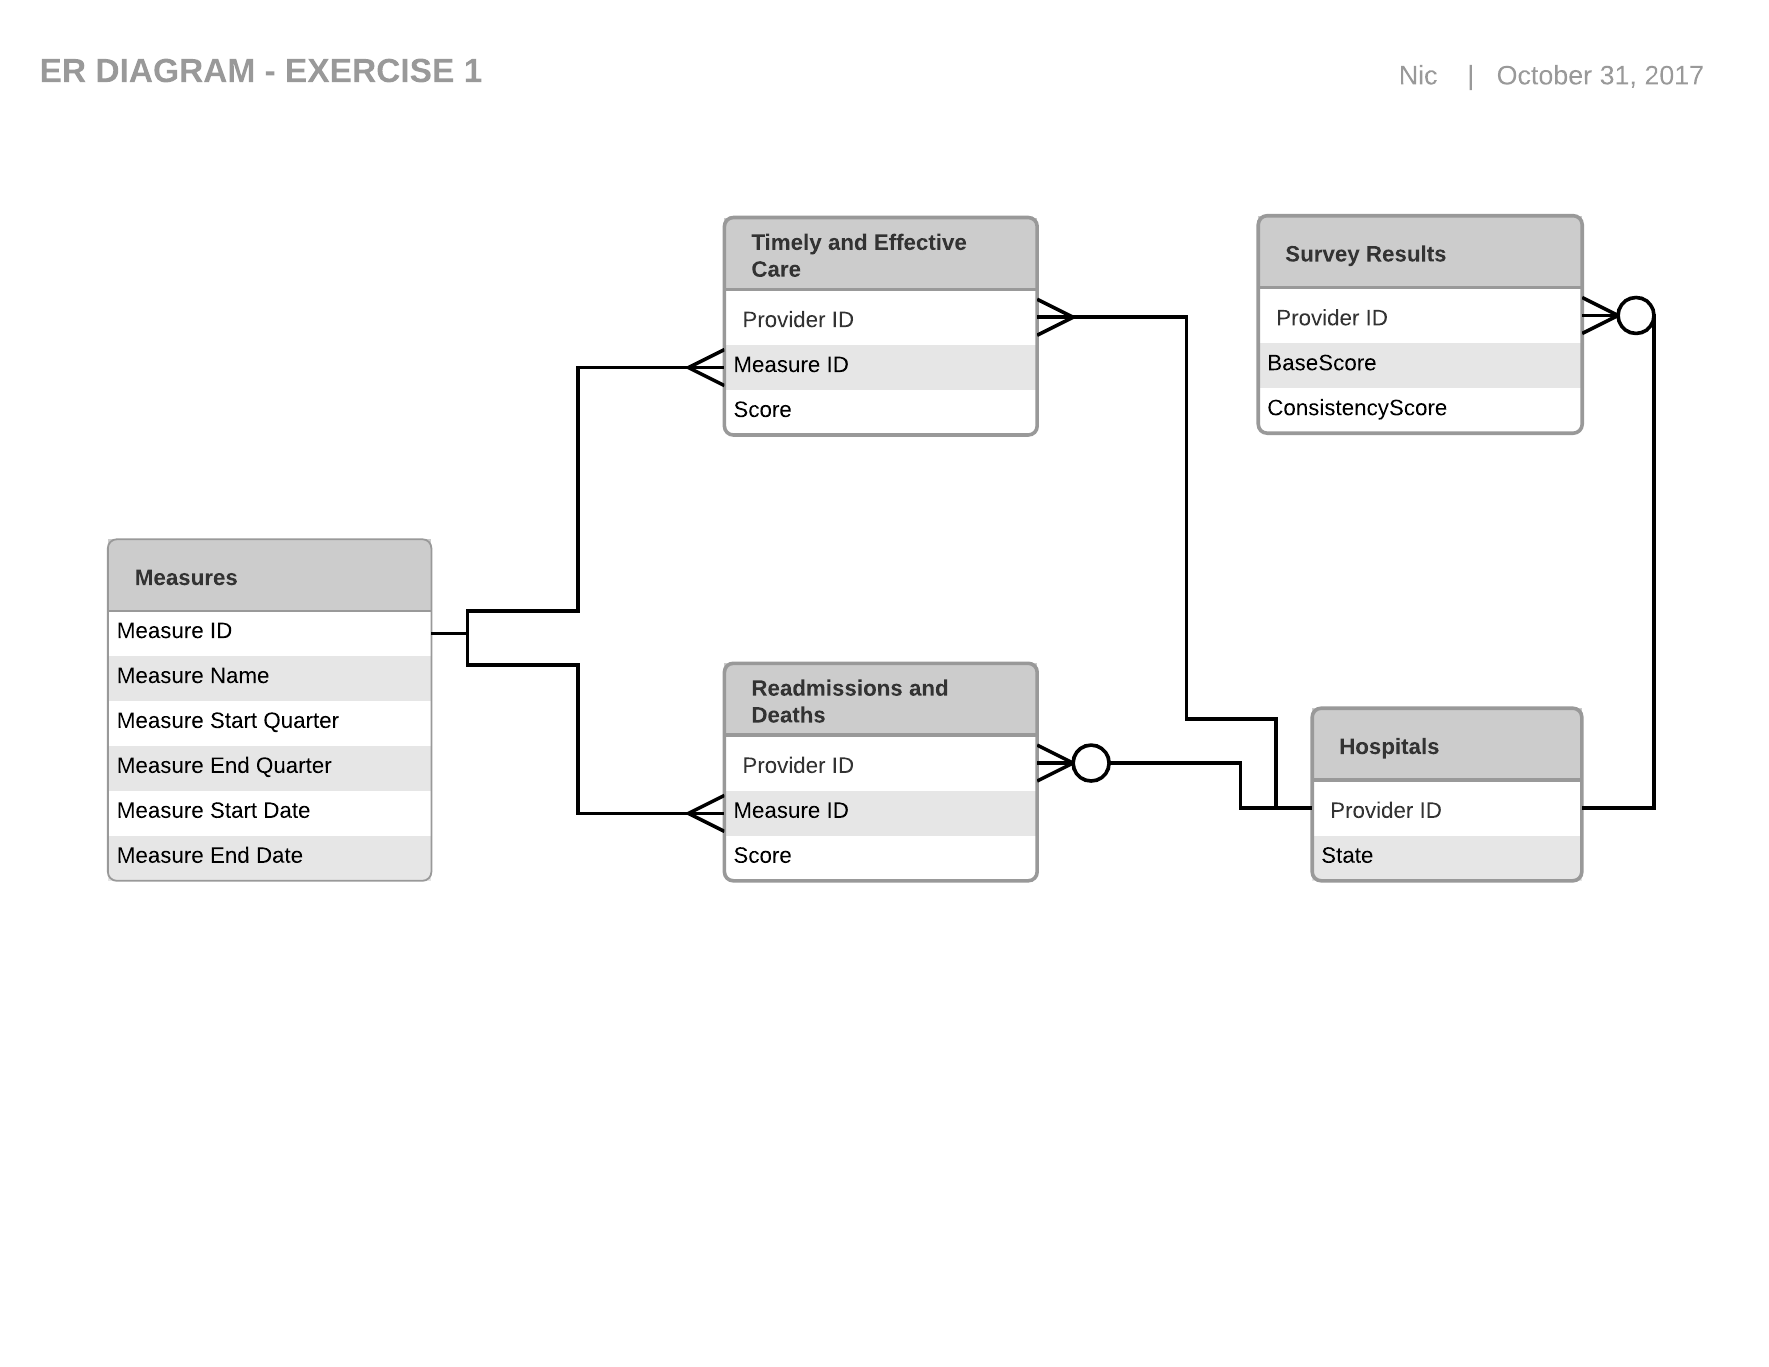 ER DIAGRAM - EXERCISE 1
Nic | October 31, 2017
Timely and Effective
Care
Provider ID
Measure ID
Score
Survey Results
Provider ID
BaseScore
ConsistencyScore
Measures
Measure ID
Measure Name
Measure Start Quarter
Measure End Quarter
Measure Start Date
Measure End Date
Readmissions and
Deaths
Provider ID
Measure ID
Score
Hospitals
Provider ID
State